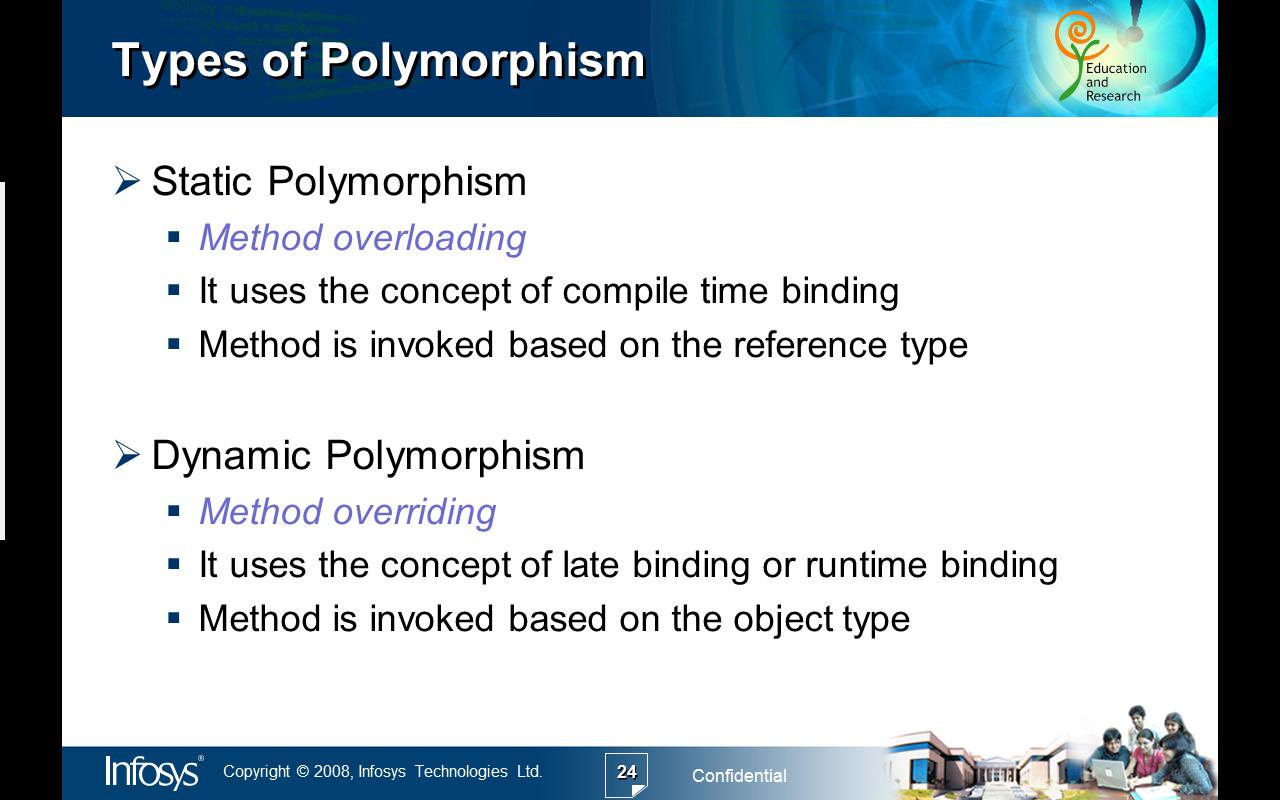 Types of Polymorphism
Education
and
Research
➢ Static Polymorphism
▪ Method overloading
▪ It uses the concept of compile time binding
▪ Method is invoked based on the reference type
➢ Dynamic Polymorphism
▪ Method overriding
▪ It uses the concept of late binding or runtime binding
▪ Method is invoked based on the object type
Infosys® Copyright © 2008, Infosys Technologies Ltd. 24 Confidential